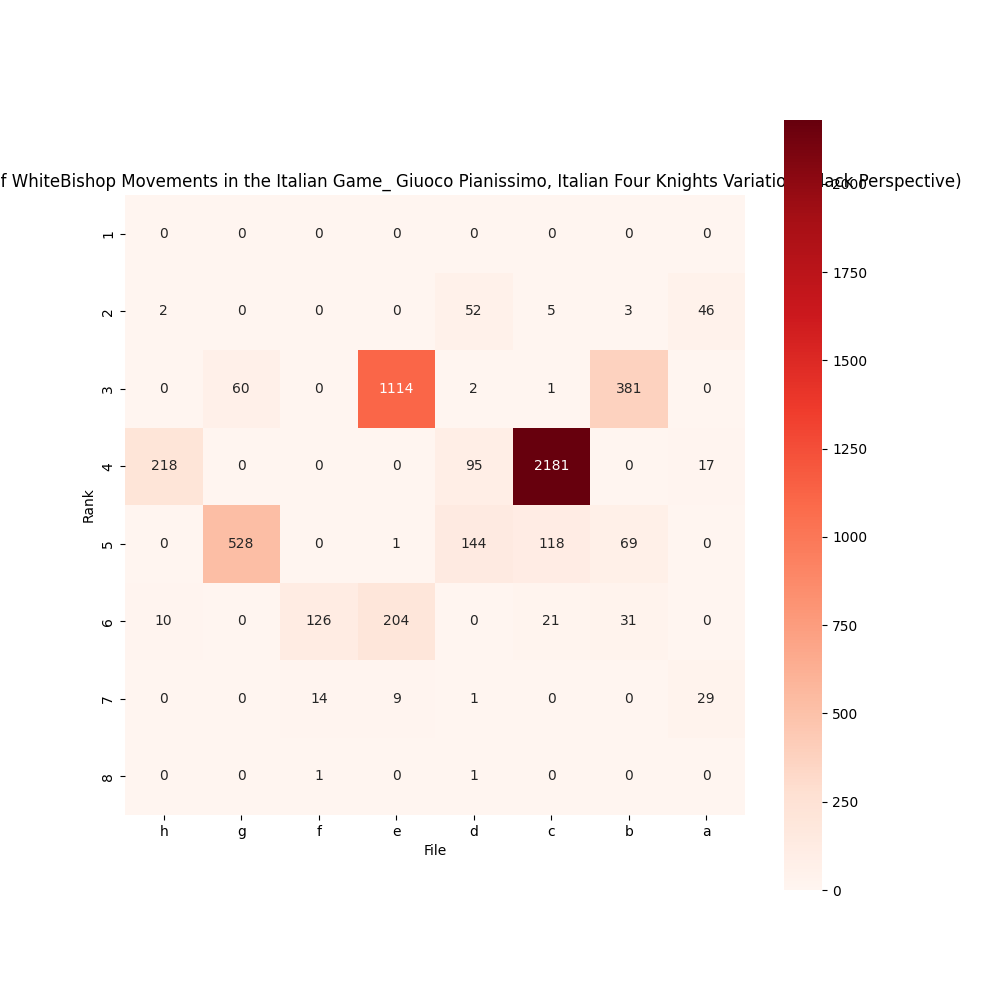 f WhiteBishop Movements in the Italian Game_ Giuoco Pianissimo, Italian Four Knights Variatio Perspective)
2000
1 0 0 0 0 0 0 0 0
2 2 0 0 0 52 5 3 46
3 0 60 0 1114 2 1 381 0
4 218 0 0 0 95 2181 0 17
5 0 528 0 1 144 118 69 0
6 10 0 126 204 0 21 31 0
7 0 0 14 9 1 0 0 29
8 0 0 1 0 1 0 0 0
h g f e d c b a
File
Rank
1750
1500
1250
1000
750
500
250
0